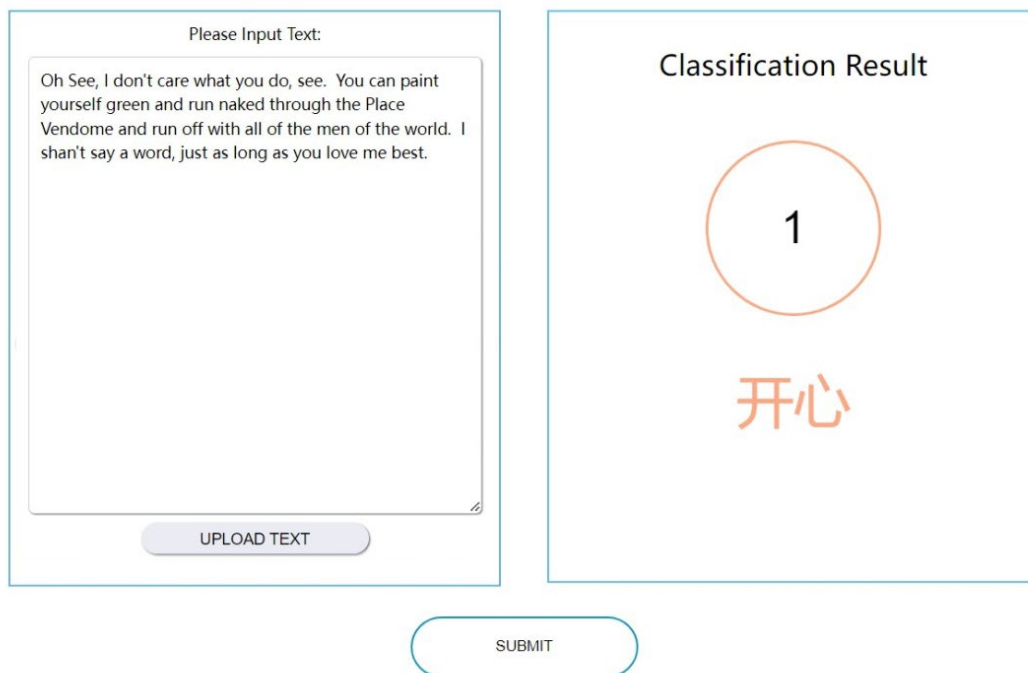 Please Input Text:
Oh See, I don't care what you do, see.  You can paint
yourself green and run naked through the Place
Vendome and run off with all of the men of the world.  I
shan't say a word, just as long as you love me best.
UPLOAD TEXT
Classification Result
1
开心
SUBMIT